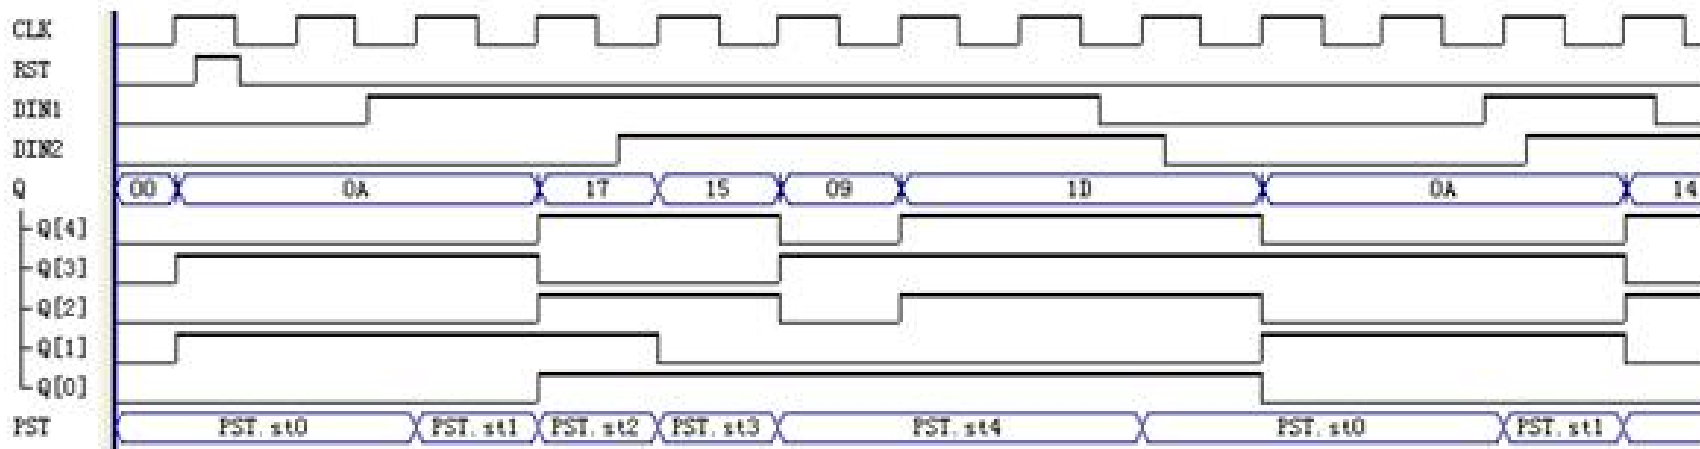 CLK
RST
DIN1
DIN2
Q 00 0A 17 15 09 1D 0A 14
Q[4]
Q[3]
Q[2]
Q[1]
Q[0]
PST PST.st0 PST.st1 PST.st2 PST.st3 PST.st4 PST.st0 PST.st1